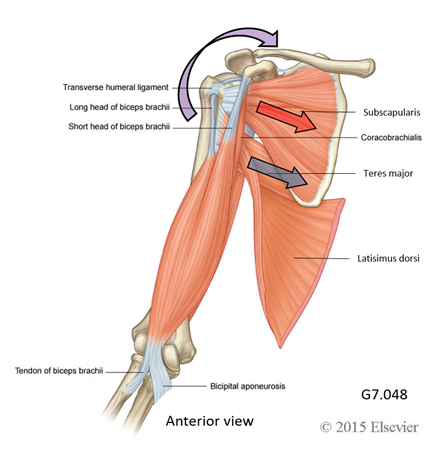 Transverse humeral ligament
Long head of biceps brachii
Short head of biceps brachii
Subscapularis
Coracobrachialis
Teres major
Latisimus dorsi
Tendon of biceps brachii
Bicipital aponeurosis
G7.048
Anterior view
© 2015 Elsevier